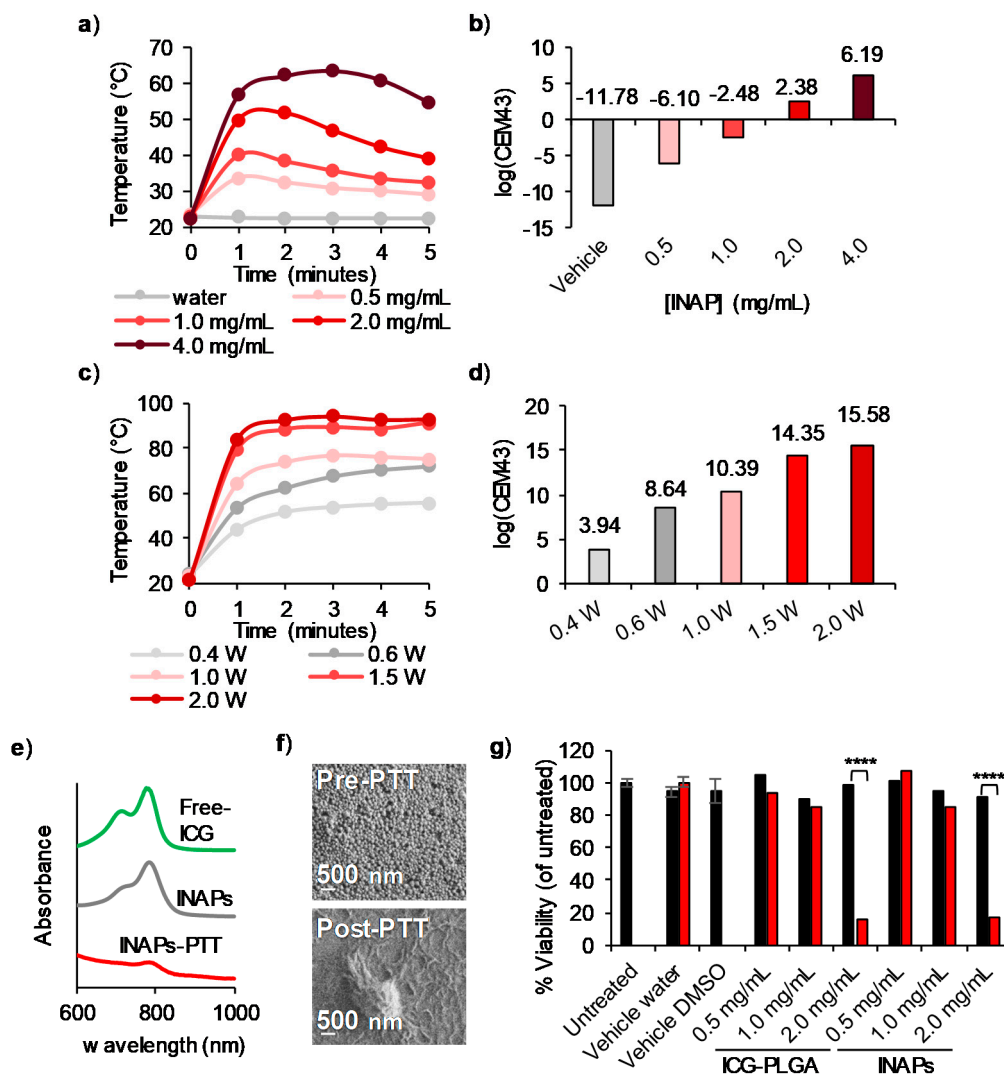 a)
Temperature (°C)
70
60
50
40
30
20
0 1 2 3 4 5
Time (minutes)
water
0.5 mg/mL
1.0 mg/mL
2.0 mg/mL
4.0 mg/mL
b)
log(CEM43)
10
5
0
-5
-10
-15
-11.78
-6.10
-2.48
2.38
6.19
Vehicle
0.5
1.0
2.0
4.0
[INAP] (mg/mL)
c)
Temperature (°C)
100
80
60
40
20
0 1 2 3 4 5
Time (minutes)
0.4 W
0.6 W
1.0 W
1.5 W
2.0 W
d)
log(CEM43)
20
15
10
5
0
3.94
8.64
10.39
14.35
15.58
0.4 W
0.6 W
1.0 W
1.5 W
2.0 W
e)
Absorbance
Free-
ICG
INAPs
INAPs-PTT
600 800 1000
w avelength (nm)
f)
Pre-PTT
500 nm
Post-PTT
500 nm
g)
% Viability (of untreated)
120
100
80
60
40
20
0
****
****
Untreated
Vehicle water
Vehicle DMSO
0.5 mg/mL
1.0 mg/mL
2.0 mg/mL
0.5 mg/mL
1.0 mg/mL
2.0 mg/mL
ICG-PLGA
INAPs